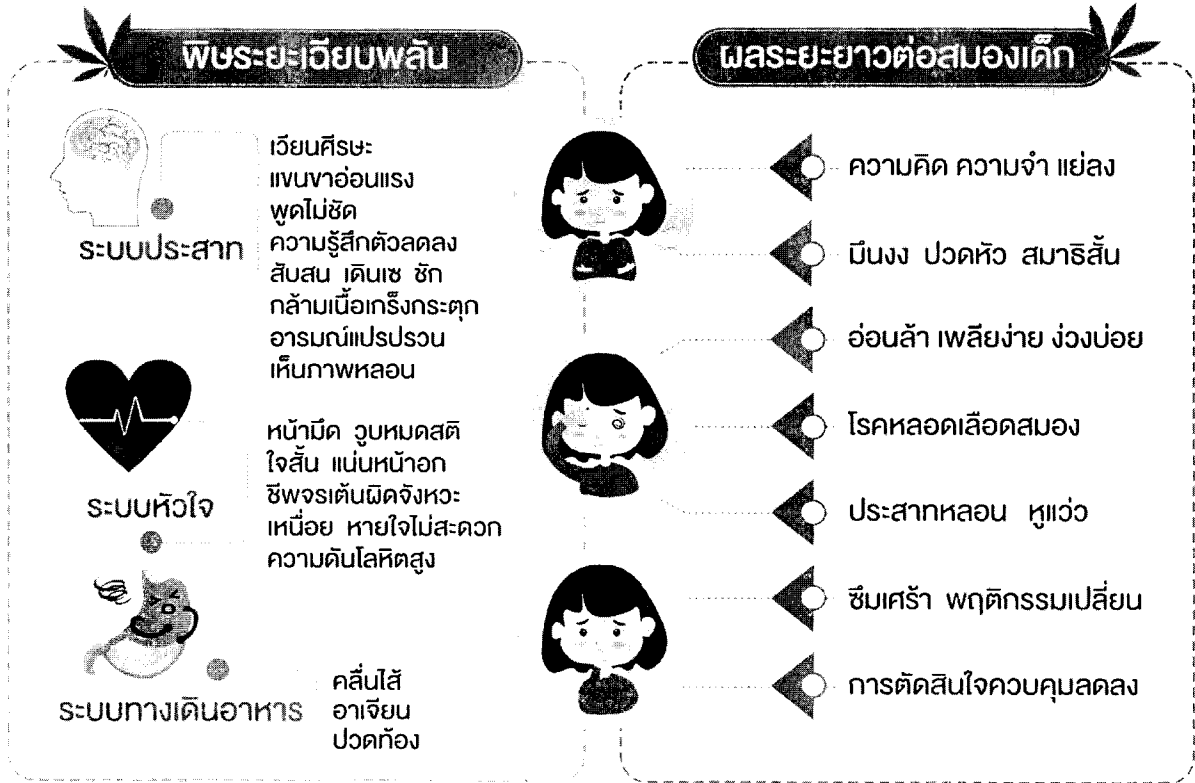 พิษระยะเฉียบพลัน
ระบบประสาท
เวียนศีรษะ
แขนขาอ่อนแรง
พูดไม่ชัด
ความรู้สึกตัวลดลง
สับสน เดินเซ ชัก
กล้ามเนื้อเกร็งกระตุก
อารมณ์แปรปรวน
เห็นภาพหลอน
ระบบหัวใจ
หน้ามืด วูบหมดสติ
ใจสั่น แน่นหน้าอก
ชีพจรเต้นผิดจังหวะ
เหนื่อย หายใจไม่สะดวก
ความดันโลหิตสูง
ระบบทางเดินอาหาร
คลื่นไส้
อาเจียน
ปวดท้อง
ผลระยะยาวต่อสมองเด็ก
ความคิด ความจำ แย่ลง
มึนงง ปวดหัว สมาธิสั้น
อ่อนล้า เพลียง่าย ง่วงบ่อย
โรคหลอดเลือดสมอง
ประสาทหลอน หูแว่ว
ซึมเศร้า พฤติกรรมเปลี่ยน
การตัดสินใจควบคุมลดลง